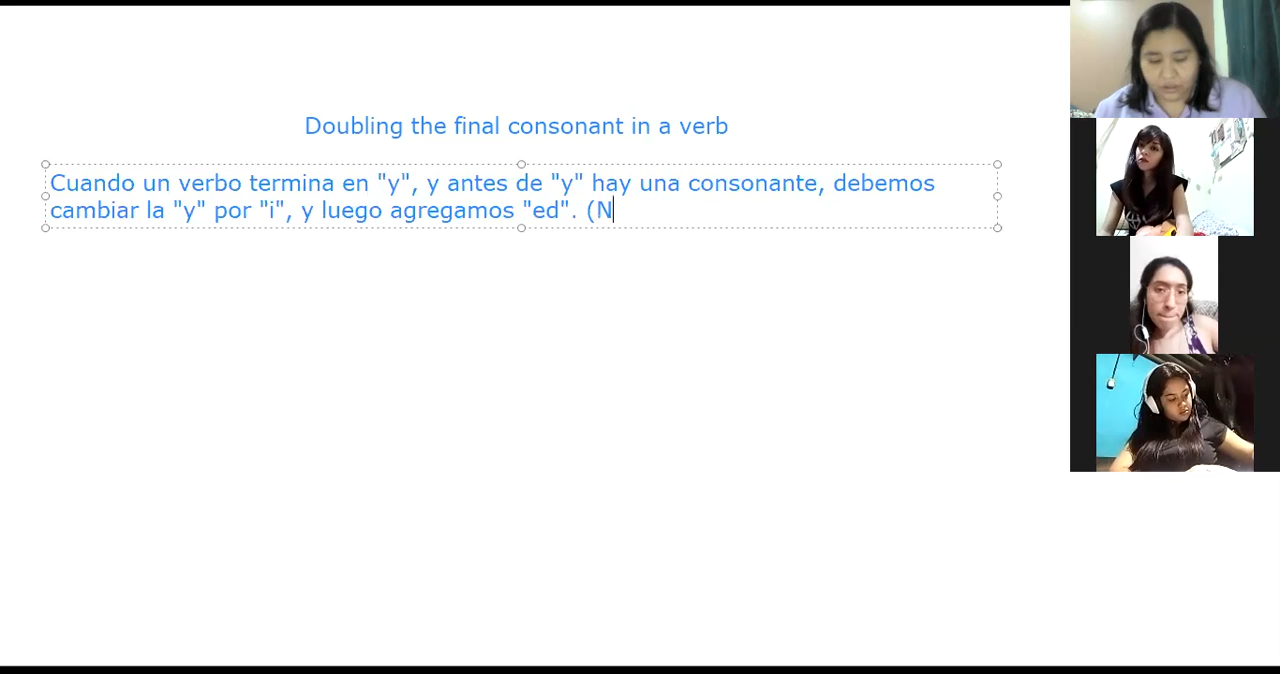 Doubling the final consonant in a verb
Cuando un verbo termina en "y", y antes de "y" hay una consonante, debemos
cambiar la "y" por "i", y luego agregamos "ed". (N